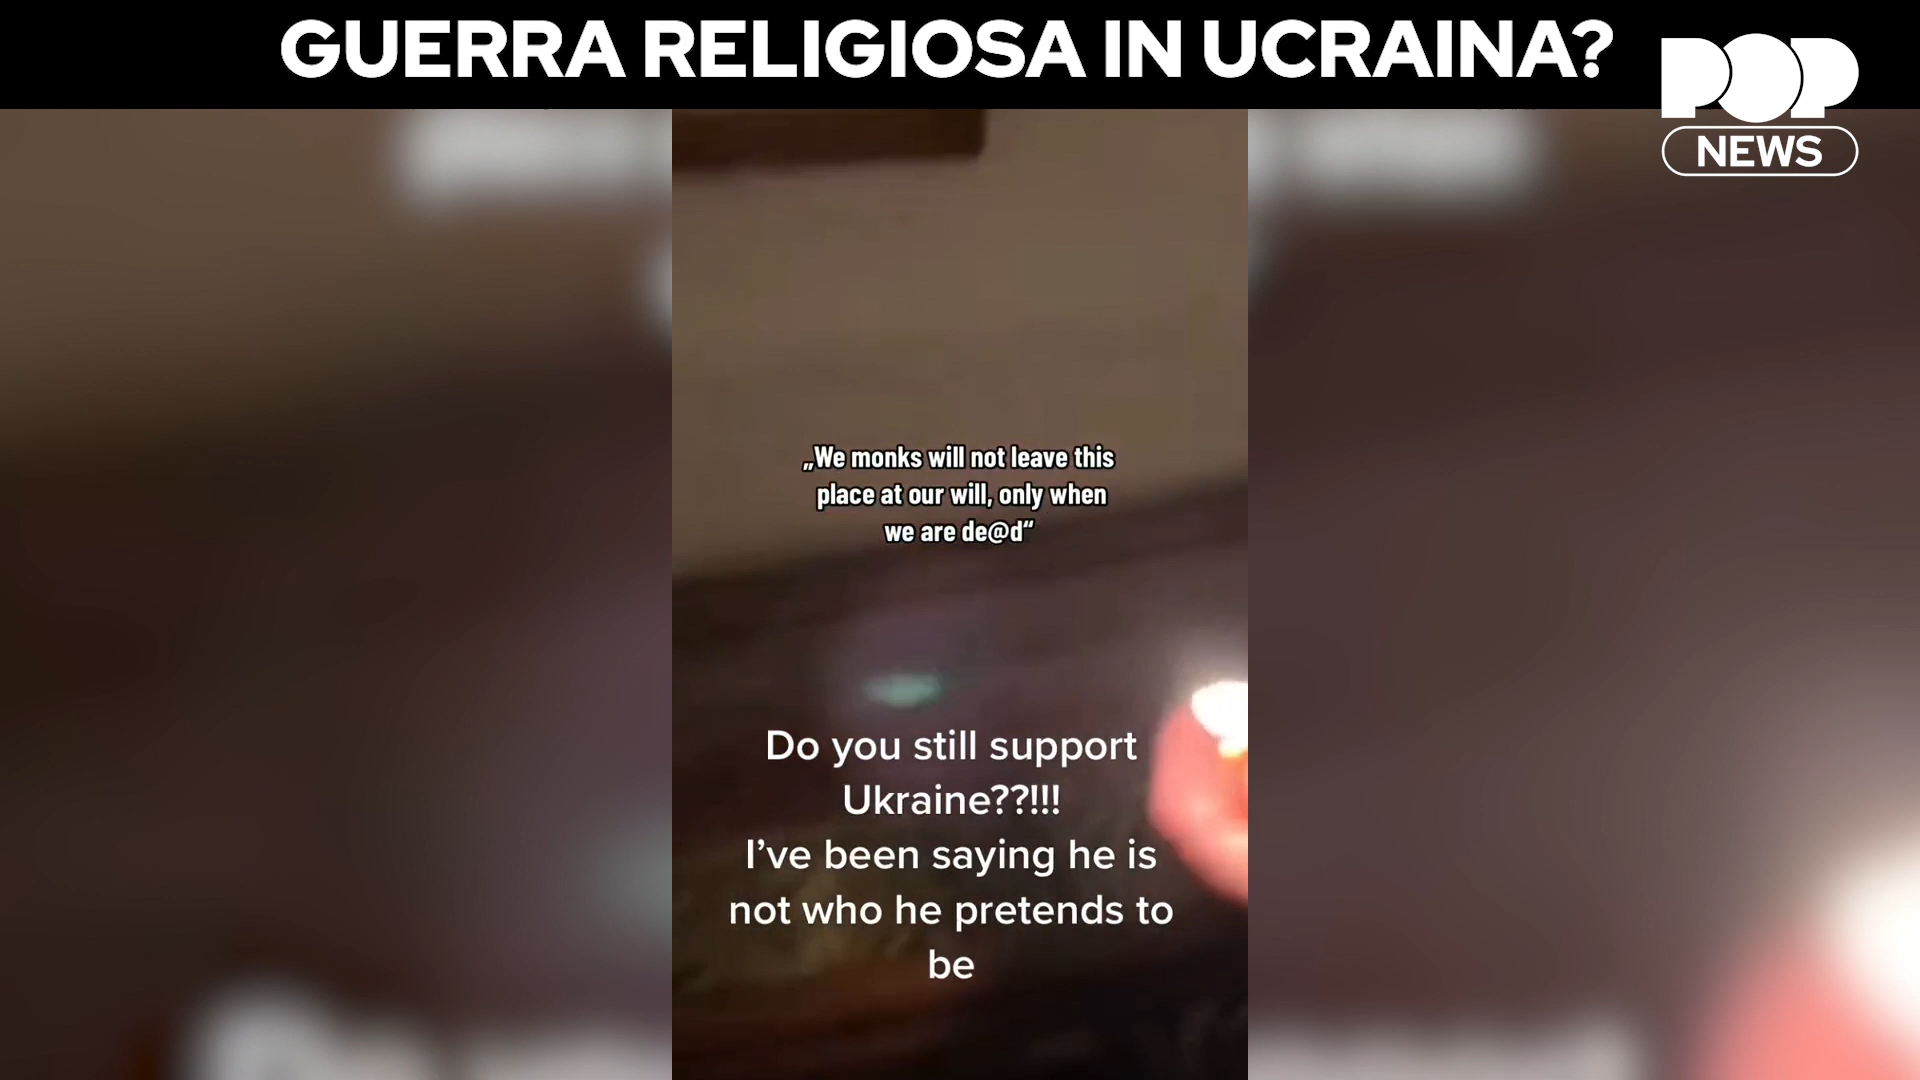 GUERRA RELIGIOSA IN UCRAINA?
POP
NEWS
„We monks will not leave this
place at our will, only when
we are de@d“
Do you still support
Ukraine??!!!
I’ve been saying he is
not who he pretends to
be